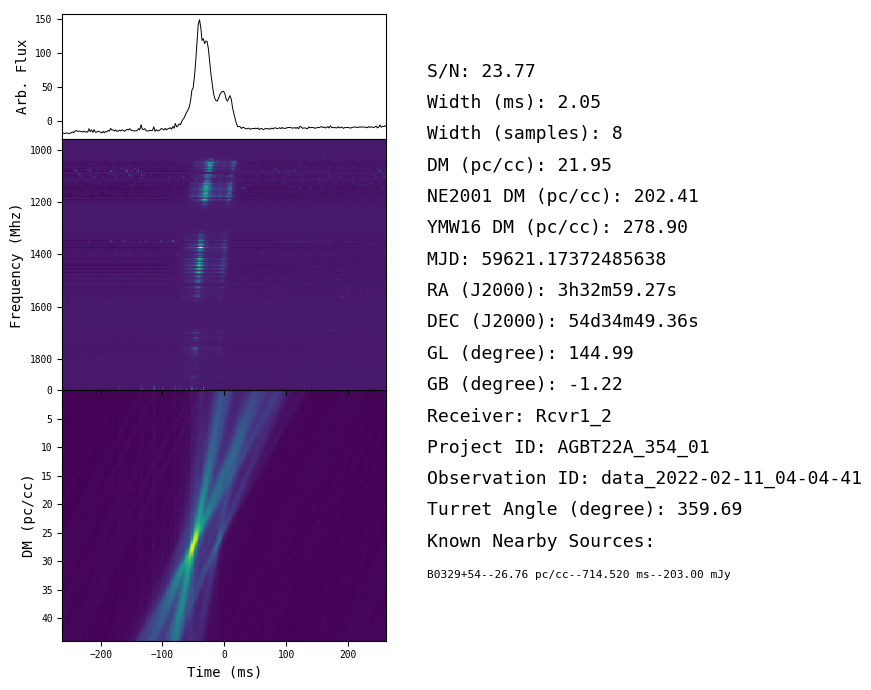 150
100
50
0
Arb. Flux
1000
1200
1400
1600
1800
Frequency (Mhz)
0
5
10
15
20
25
30
35
40
DM (pc/cc)
−200
−100
0
100
200
Time (ms)
S/N: 23.77
Width (ms): 2.05
Width (samples): 8
DM (pc/cc): 21.95
NE2001 DM (pc/cc): 202.41
YMW16 DM (pc/cc): 278.90
MJD: 59621.17372485638
RA (J2000): 3h32m59.27s
DEC (J2000): 54d34m49.36s
GL (degree): 144.99
GB (degree): -1.22
Receiver: Rcvr1_2
Project ID: AGBT22A_354_01
Observation ID: data_2022-02-11_04-04-41
Turret Angle (degree): 359.69
Known Nearby Sources:
B0329+54--26.76 pc/cc--714.520 ms--203.00 mJy